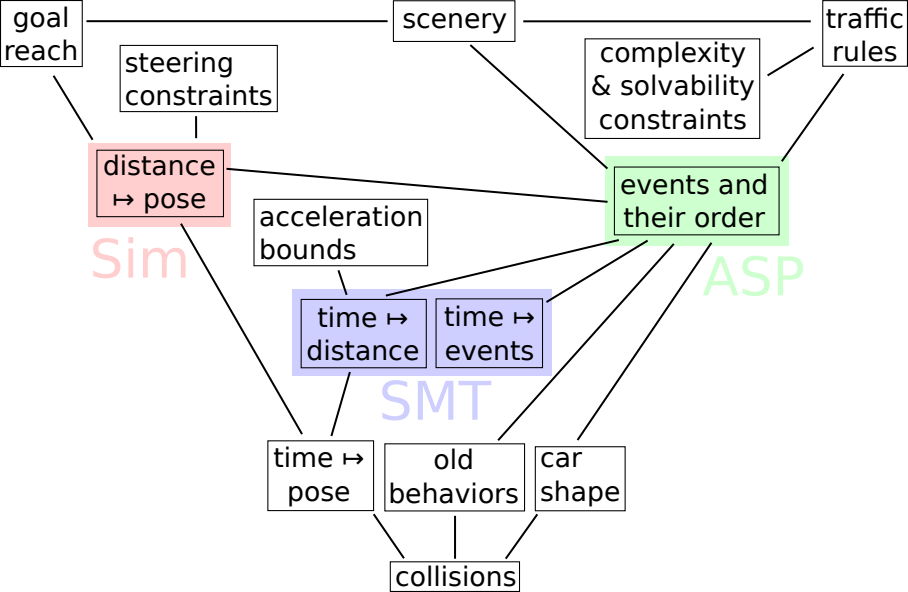 goal
reach
scenery
traffic
rules
steering
constraints
complexity
& solvability
constraints
distance
↦ pose
events and
their order
acceleration
bounds
Sim
ASP
time ↦
distance
time ↦
events
SMT
time ↦
pose
old
behaviors
car
shape
collisions